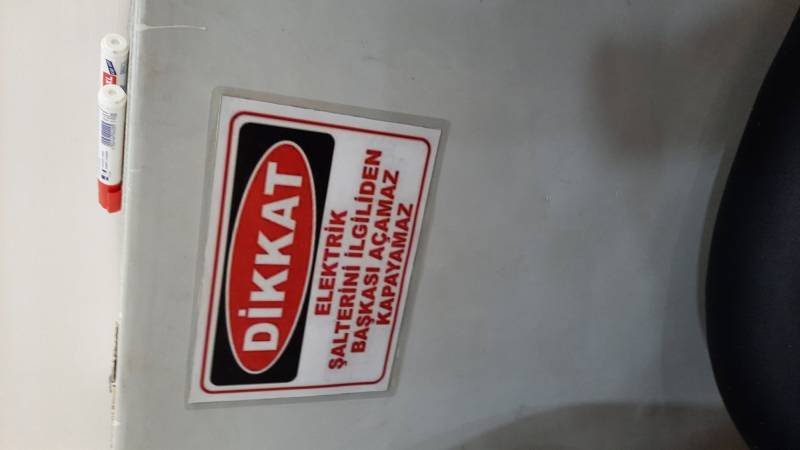 DİKKAT
ELEKTRİK
ŞALTERİNİ İLGİLİDEN
BAŞKASI AÇAMAZ
KAPAYAMAZ